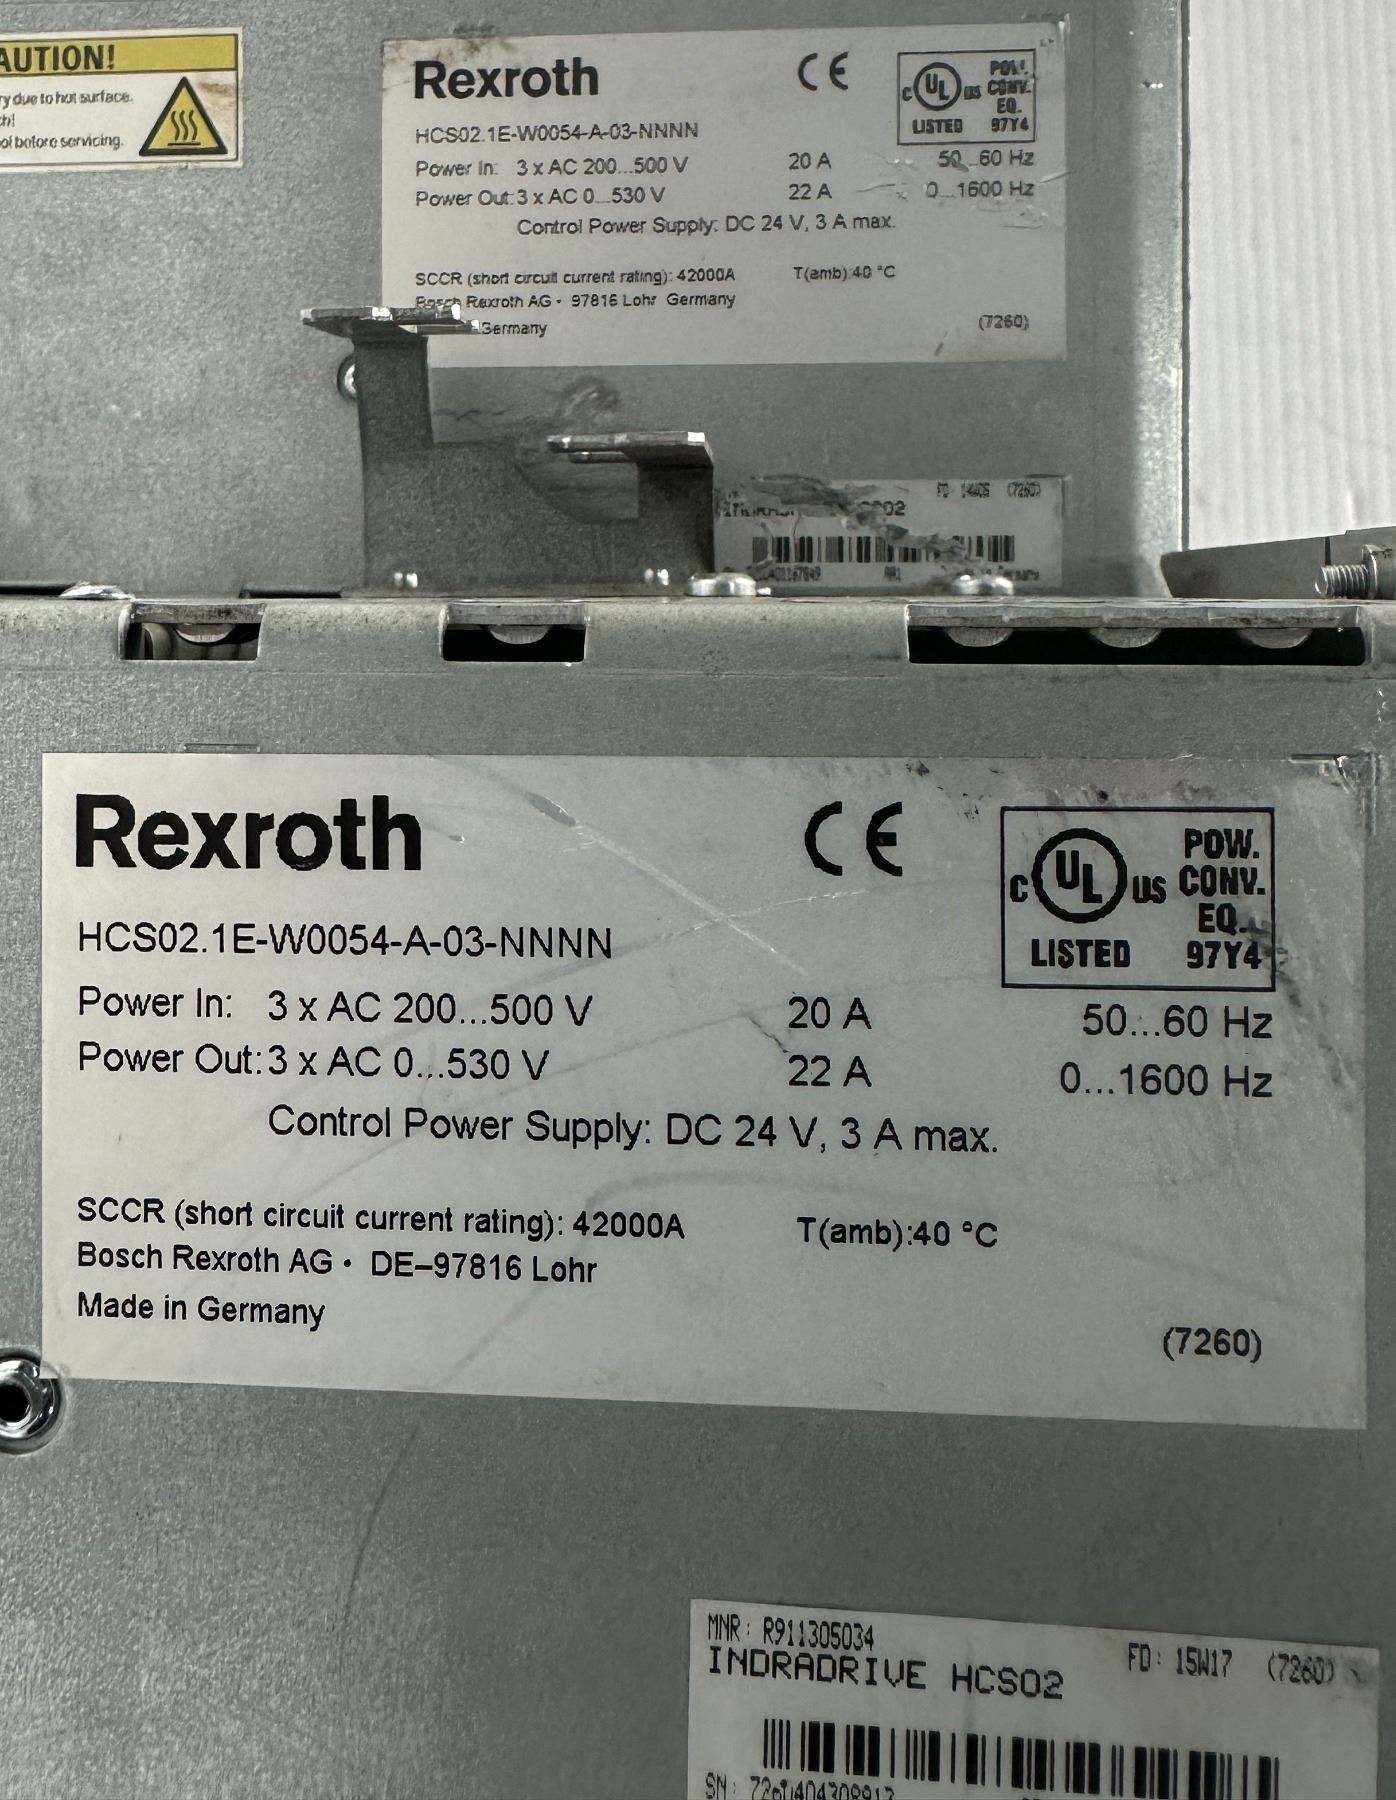 AUTION!
y due to hot surface.
ch!
ol before servicing.
Rexroth CE
C UL US LISTED POW. CONV. EQ. 97Y4
HCS02.1E-W0054-A-03-NNNN
Power In: 3 x AC 200...500 V 20 A 50...60 Hz
Power Out: 3 x AC 0...530 V 22 A 0...1600 Hz
Control Power Supply: DC 24 V, 3 A max.
SCCR (short circuit current rating): 42000A T(amb):40 °C
Bosch Rexroth AG • 97816 Lohr Germany
Germany (7260)
FD: 14W05 (7260)
Rexroth CE
C UL US LISTED POW. CONV. EQ. 97Y4
HCS02.1E-W0054-A-03-NNNN
Power In: 3 x AC 200...500 V 20 A 50...60 Hz
Power Out: 3 x AC 0...530 V 22 A 0...1600 Hz
Control Power Supply: DC 24 V, 3 A max.
SCCR (short circuit current rating): 42000A T(amb):40 °C
Bosch Rexroth AG • DE–97816 Lohr
Made in Germany
(7260)
MNR: R911305034
INDRADRIVE HCS02 FD: 15W17 (7260)
SN: